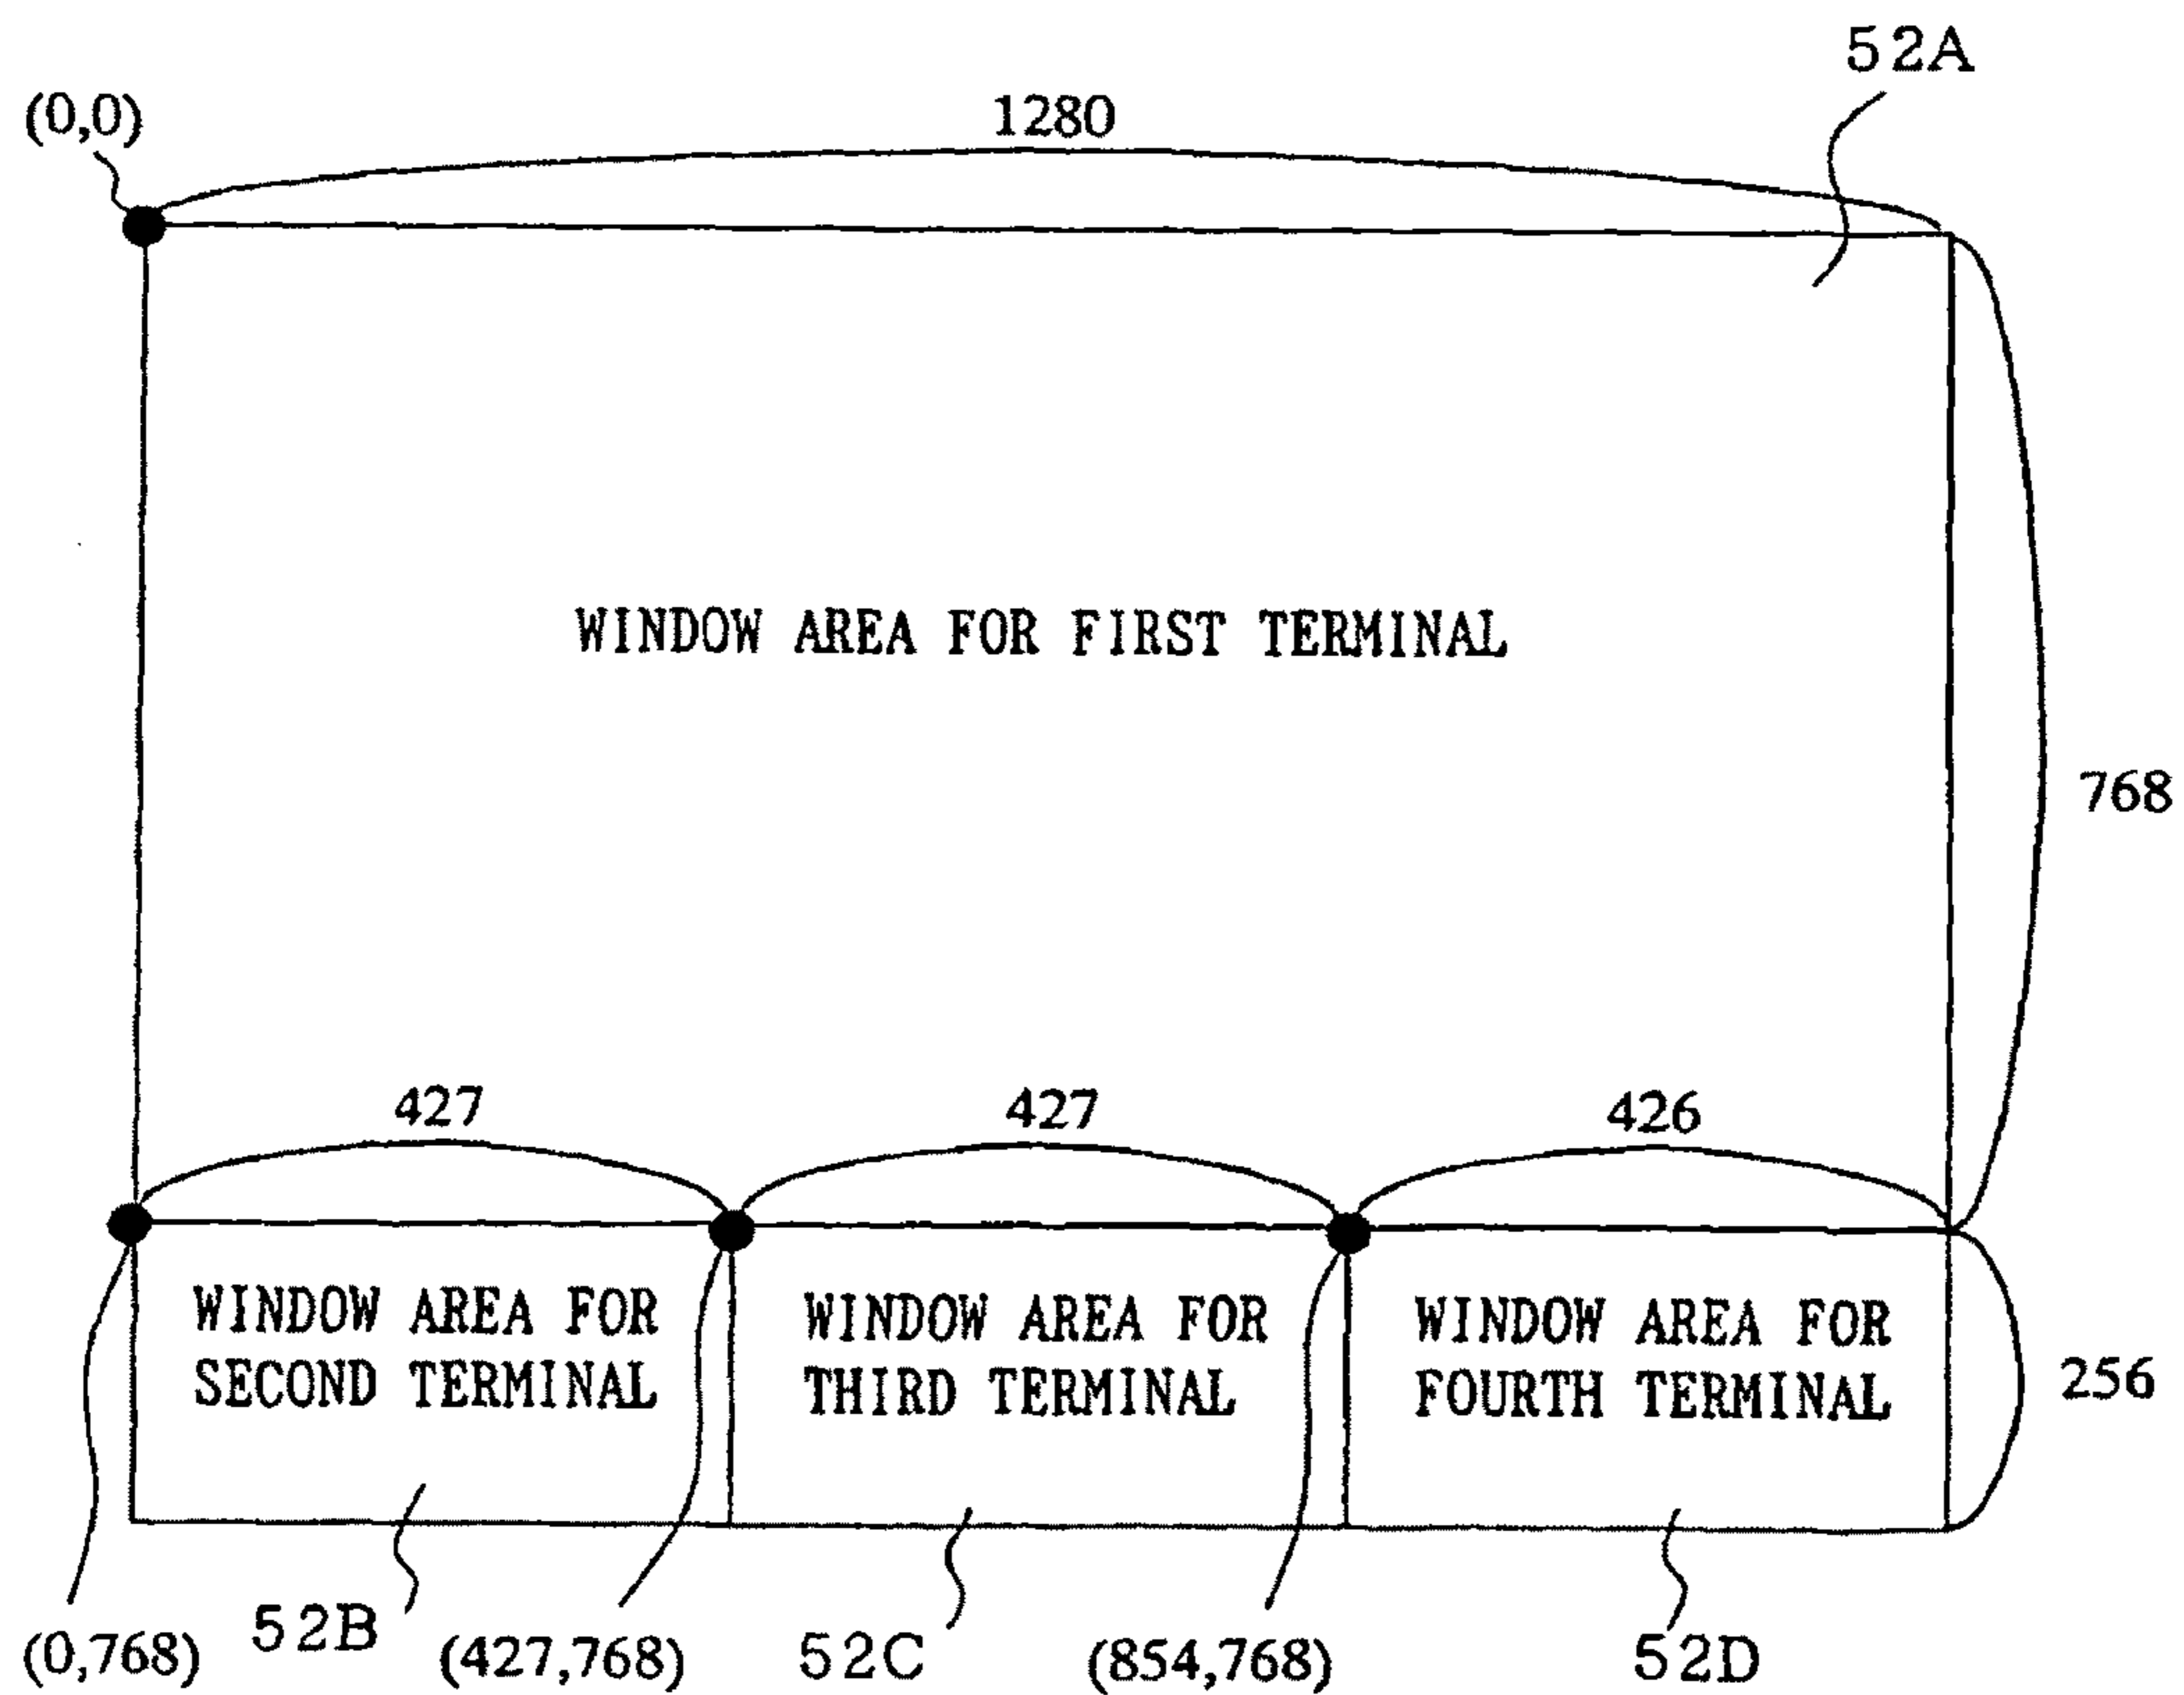 52A
(0,0)
1280
WINDOW AREA FOR FIRST TERMINAL
768
427
427
426
WINDOW AREA FOR
SECOND TERMINAL
WINDOW AREA FOR
THIRD TERMINAL
WINDOW AREA FOR
FOURTH TERMINAL
256
(0,768)
52B
(427,768)
52C
(854,768)
52D